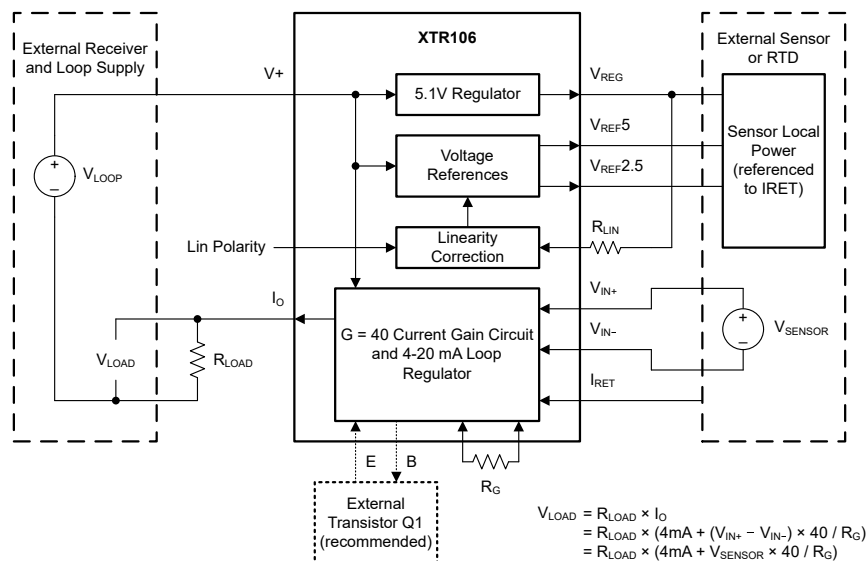 XTR106
External Receiver
and Loop Supply
External Sensor
or RTD
V+
5.1V Regulator
VREG
VLOOP
Voltage
References
VREF5
VREF2.5
Sensor Local
Power
(referenced
to IRET)
Lin Polarity
Linearity
Correction
RLIN
IO
VLOAD
RLOAD
G = 40 Current Gain Circuit
and 4-20 mA Loop
Regulator
VIN+
VIN−
IRET
VSENSOR
E
B
RG
External
Transistor Q1
(recommended)
VLOAD = RLOAD × IO
= RLOAD × (4mA + (VIN+ − VIN−) × 40 / RG)
= RLOAD × (4mA + VSENSOR × 40 / RG)